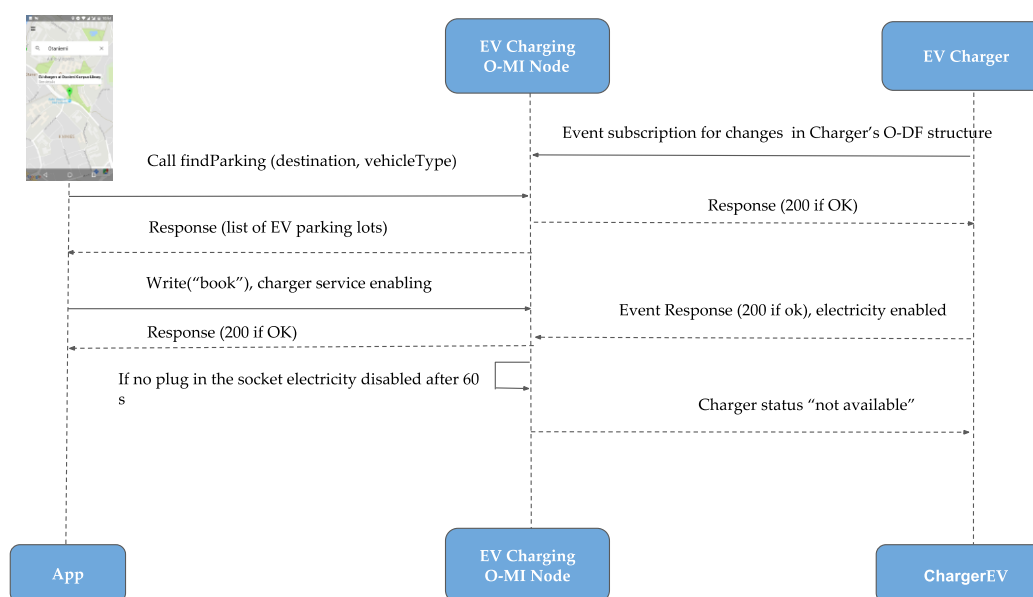 Otaniemi
EV Charging
O-MI Node
EV Charger
Event subscription for changes in Charger’s O-DF structure
Call findParking (destination, vehicleType)
Response (200 if OK)
Response (list of EV parking lots)
Write(“book”), charger service enabling
Event Response (200 if ok), electricity enabled
Response (200 if OK)
If no plug in the socket electricity disabled after 60
s
Charger status “not available”
App
EV Charging
O-MI Node
ChargerEV